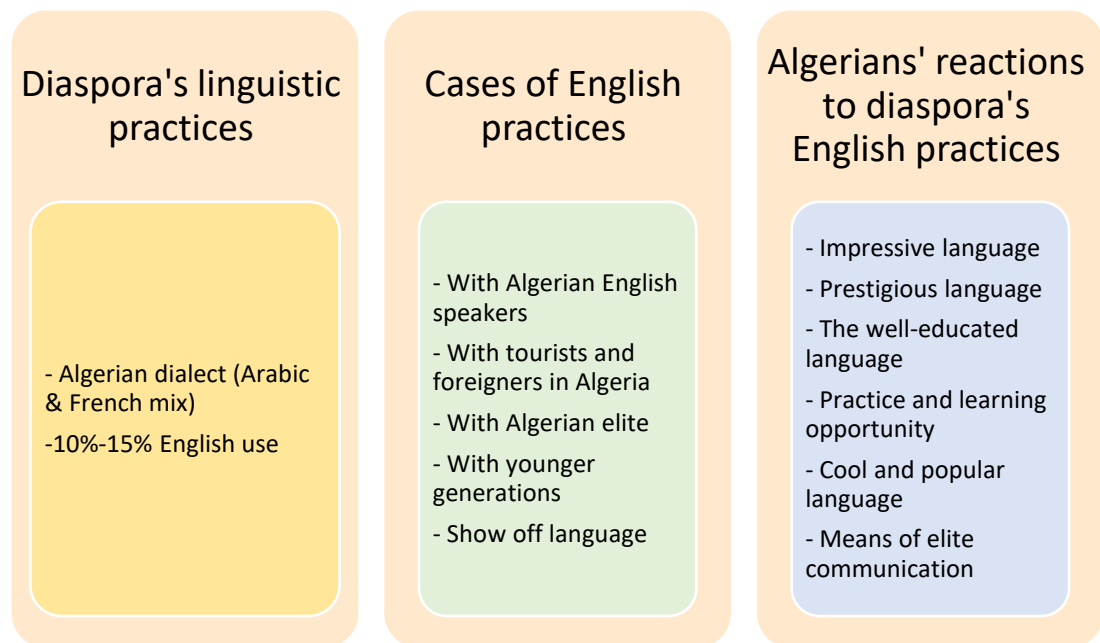 Diaspora's linguistic
practices
- Algerian dialect (Arabic
& French mix)
-10%-15% English use
Cases of English
practices
- With Algerian English
speakers
- With tourists and
foreigners in Algeria
- With Algerian elite
- With younger
generations
- Show off language
Algerians' reactions
to diaspora's
English practices
- Impressive language
- Prestigious language
- The well-educated
language
- Practice and learning
opportunity
- Cool and popular
language
- Means of elite
communication